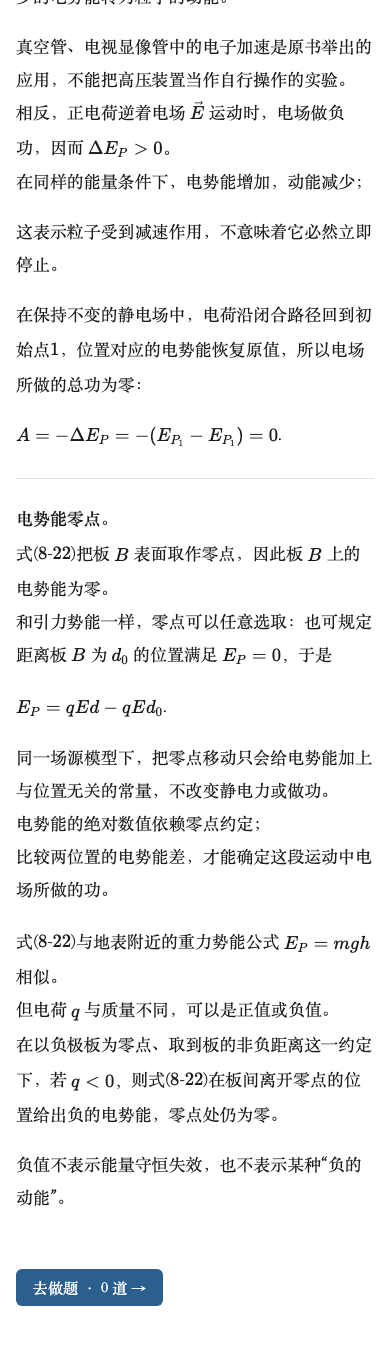 真空管、电视显像管中的电子加速是原书举出的
应用，不能把高压装置当作自行操作的实验。
相反，正电荷逆着电场 $\vec{E}$ 运动时，电场做负
功，因而 $\Delta E_P > 0$。
在同样的能量条件下，电势能增加，动能减少；
这表示粒子受到减速作用，不意味着它必然立即
停止。
在保持不变的静电场中，电荷沿闭合路径回到初
始点1，位置对应的电势能恢复原值，所以电场
所做的总功为零：
$A = -\Delta E_P = -(E_{P_1} - E_{P_1}) = 0.$
电势能零点。
式(8-22)把板 $B$ 表面取作零点，因此板 $B$ 上的
电势能为零。
和引力势能一样，零点可以任意选取：也可规定
距离板 $B$ 为 $d_0$ 的位置满足 $E_P = 0$，于是
$E_P = qEd - qEd_0.$
同一场源模型下，把零点移动只会给电势能加上
与位置无关的常量，不改变静电力或做功。
电势能的绝对数值依赖零点约定；
比较两位置的电势能差，才能确定这段运动中电
场所做的功。
式(8-22)与地表附近的重力势能公式 $E_P = mgh$
相似。
但电荷 $q$ 与质量不同，可以是正值或负值。
在以负极板为零点、取到板的非负距离这一约定
下，若 $q < 0$，则式(8-22)在板间离开零点的位
置给出负的电势能，零点处仍为零。
负值不表示能量守恒失效，也不表示某种“负的
动能”。
去做题 · 0 道 →